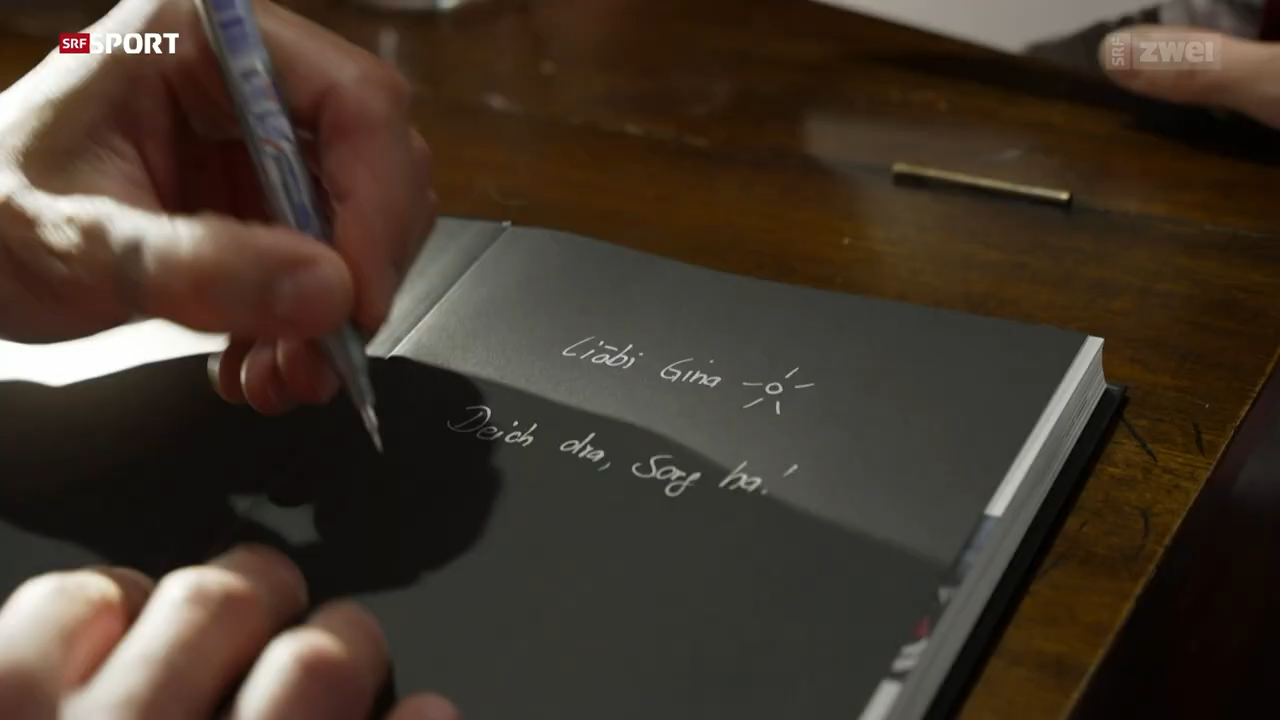 SRF SPORT
SRF zwei
Liäbi Gina
Deich dra, Sorg ha!